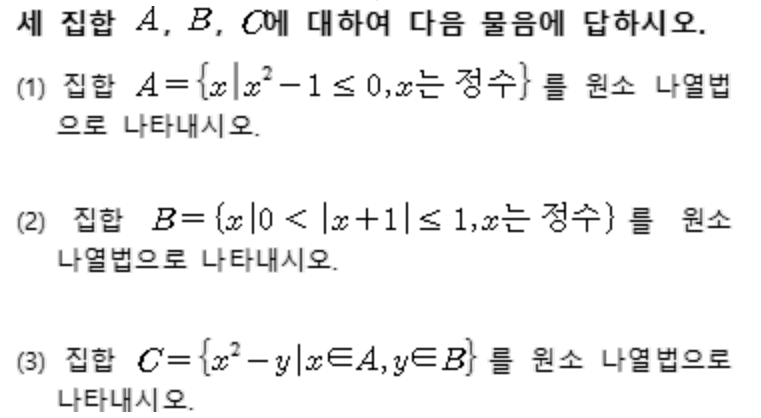 세 집합 A, B, C에 대하여 다음 물음에 답하시오.
(1) 집합 A={x|x²-1≤0,x는 정수}를 원소 나열법
으로 나타내시오.
(2) 집합 B={x|0<|x+1|≤1,x는 정수}를 원소
나열법으로 나타내시오.
(3) 집합 C={x²-y|x∈A,y∈B}를 원소 나열법으로
나타내시오.